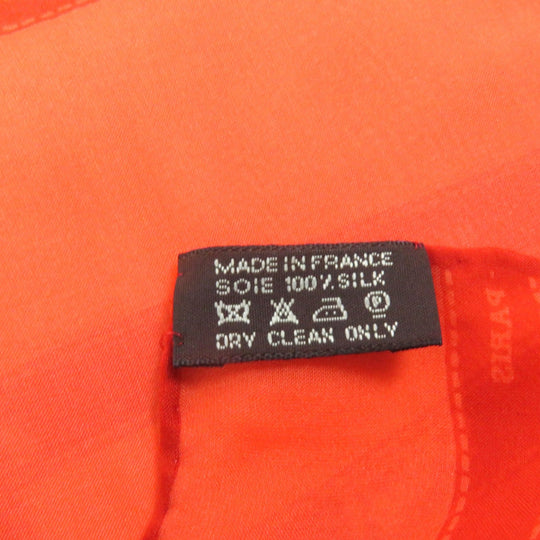 MADE IN FRANCE
SOIE 100% SILK
P
DRY CLEAN ONLY
- PARIS